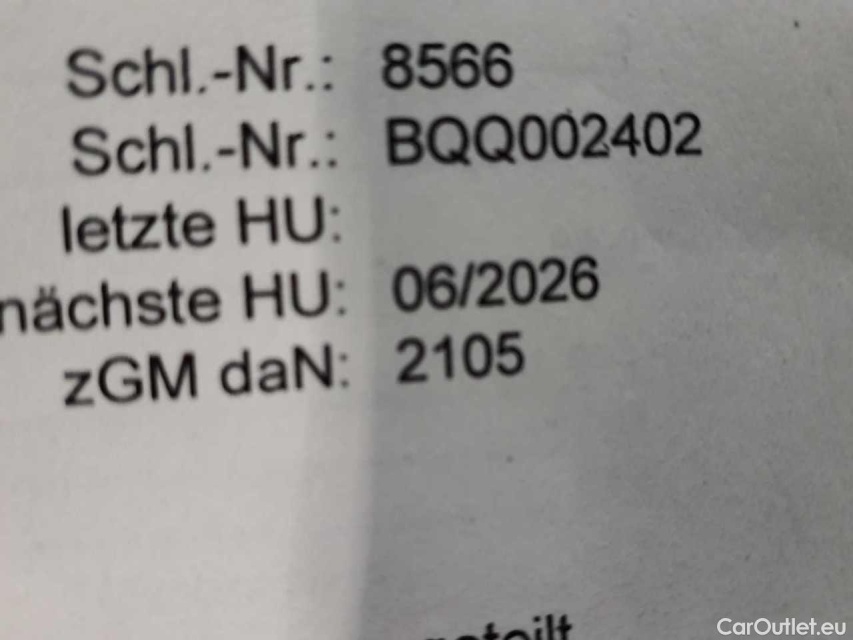 Schl.-Nr.: 8566
Schl.-Nr.: BQQ002402
letzte HU:
nächste HU: 06/2026
zGM daN: 2105
CarOutlet.eu